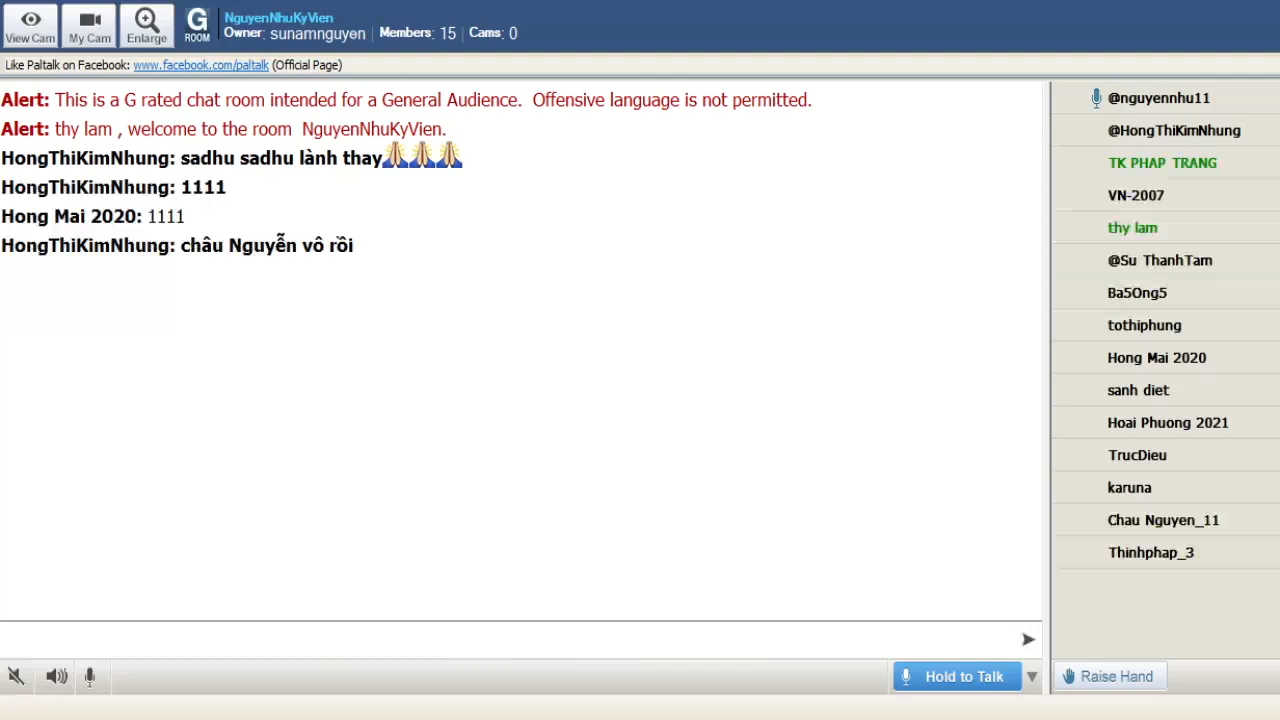 View Cam
My Cam
Enlarge
G
ROOM
NguyenNhuKyVien
Owner: sunamnguyen
Members: 15
Cams: 0
Like Paltalk on Facebook: www.facebook.com/paltalk (Official Page)
Alert: This is a G rated chat room intended for a General Audience. Offensive language is not permitted.
Alert: thy lam , welcome to the room NguyenNhuKyVien.
HongThiKimNhung: sadhu sadhu lành thay🙏🙏🙏
HongThiKimNhung: 1111
Hong Mai 2020: 1111
HongThiKimNhung: châu Nguyễn vô rồi
@nguyennhu11
@HongThiKimNhung
TK PHAP TRANG
VN-2007
thy lam
@Su ThanhTam
Ba5Ong5
tothiphung
Hong Mai 2020
sanh diet
Hoai Phuong 2021
TrucDieu
karuna
Chau Nguyen_11
Thinhphap_3
Hold to Talk
Raise Hand